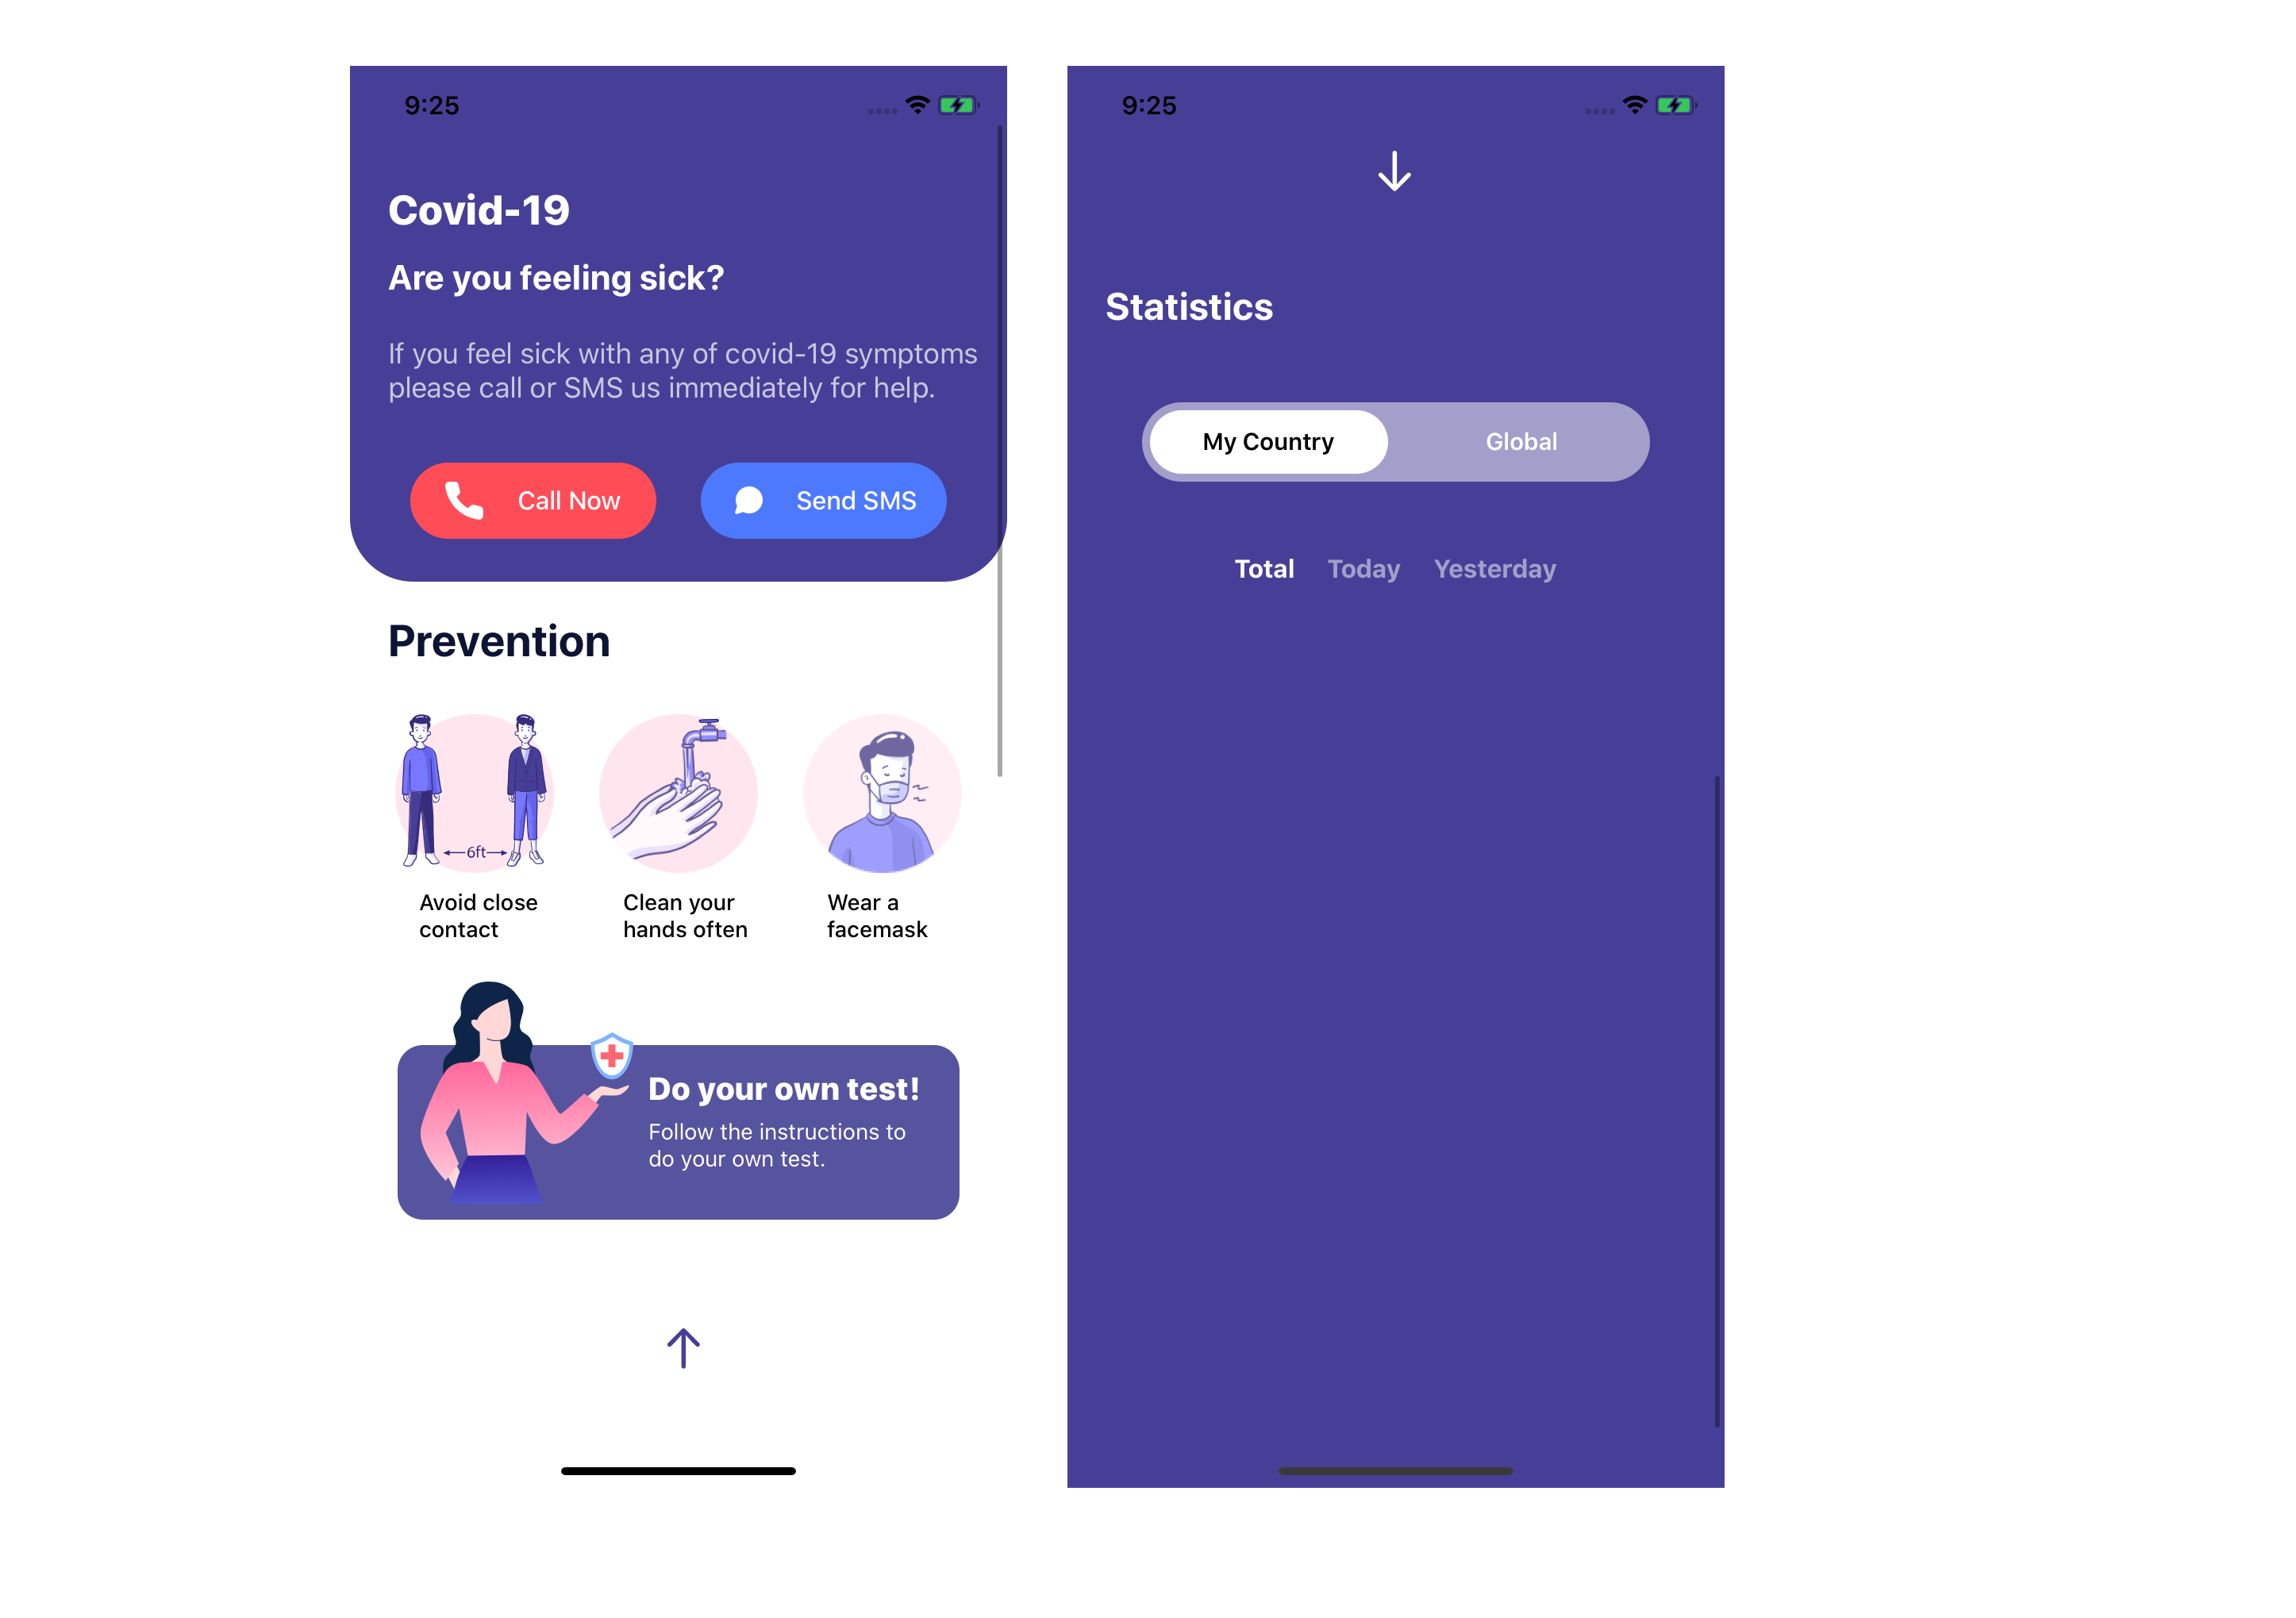 9:25
Covid-19
Are you feeling sick?
If you feel sick with any of covid-19 symptoms
please call or SMS us immediately for help.
Call Now
Send SMS
Prevention
6ft
Avoid close
contact
Clean your
hands often
Wear a
facemask
Do your own test!
Follow the instructions to
do your own test.
9:25
Statistics
My Country
Global
Total
Today
Yesterday